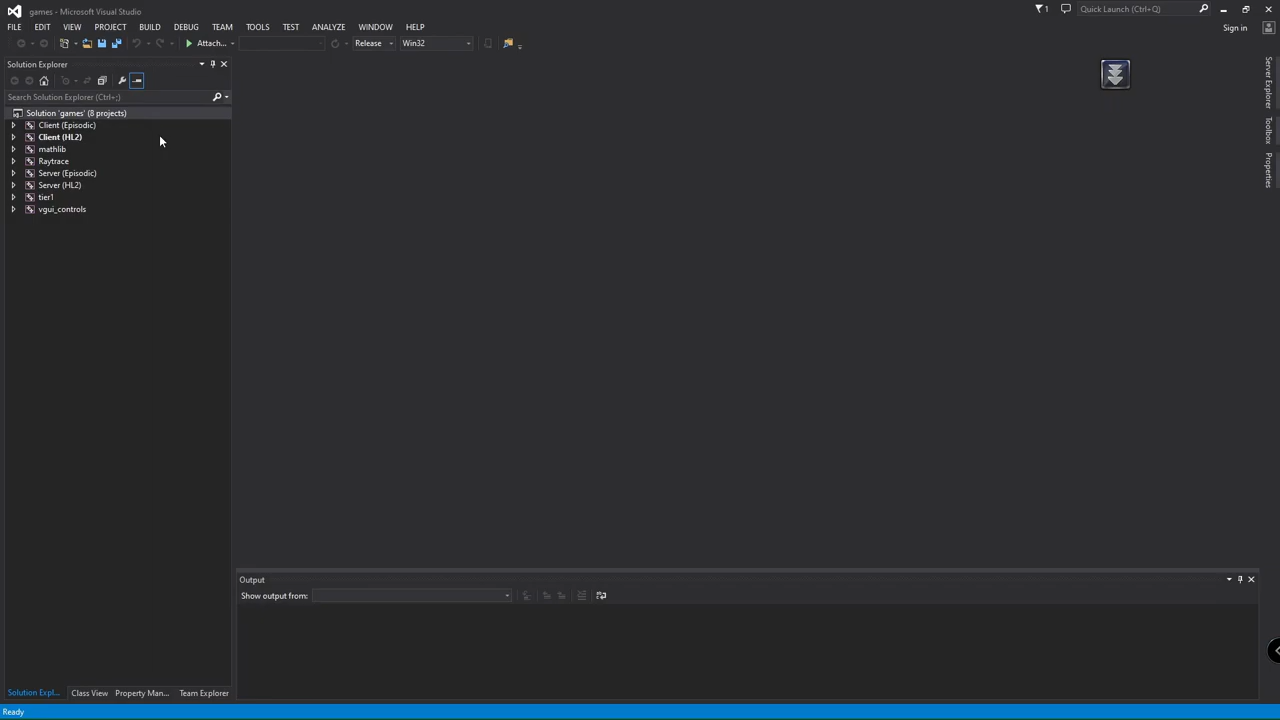 games - Microsoft Visual Studio
1
Quick Launch (Ctrl+Q)
FILE EDIT VIEW PROJECT BUILD DEBUG TEAM TOOLS TEST ANALYZE WINDOW HELP
Sign in
Attach...
Release
Win32
Solution Explorer
Search Solution Explorer (Ctrl+;)
Solution 'games' (8 projects)
Client (Episodic)
Client (HL2)
mathlib
Raytrace
Server (Episodic)
Server (HL2)
tier1
vgui_controls
Server Explorer
Toolbox
Properties
Output
Show output from:
Solution Expl... Class View Property Man... Team Explorer
Ready